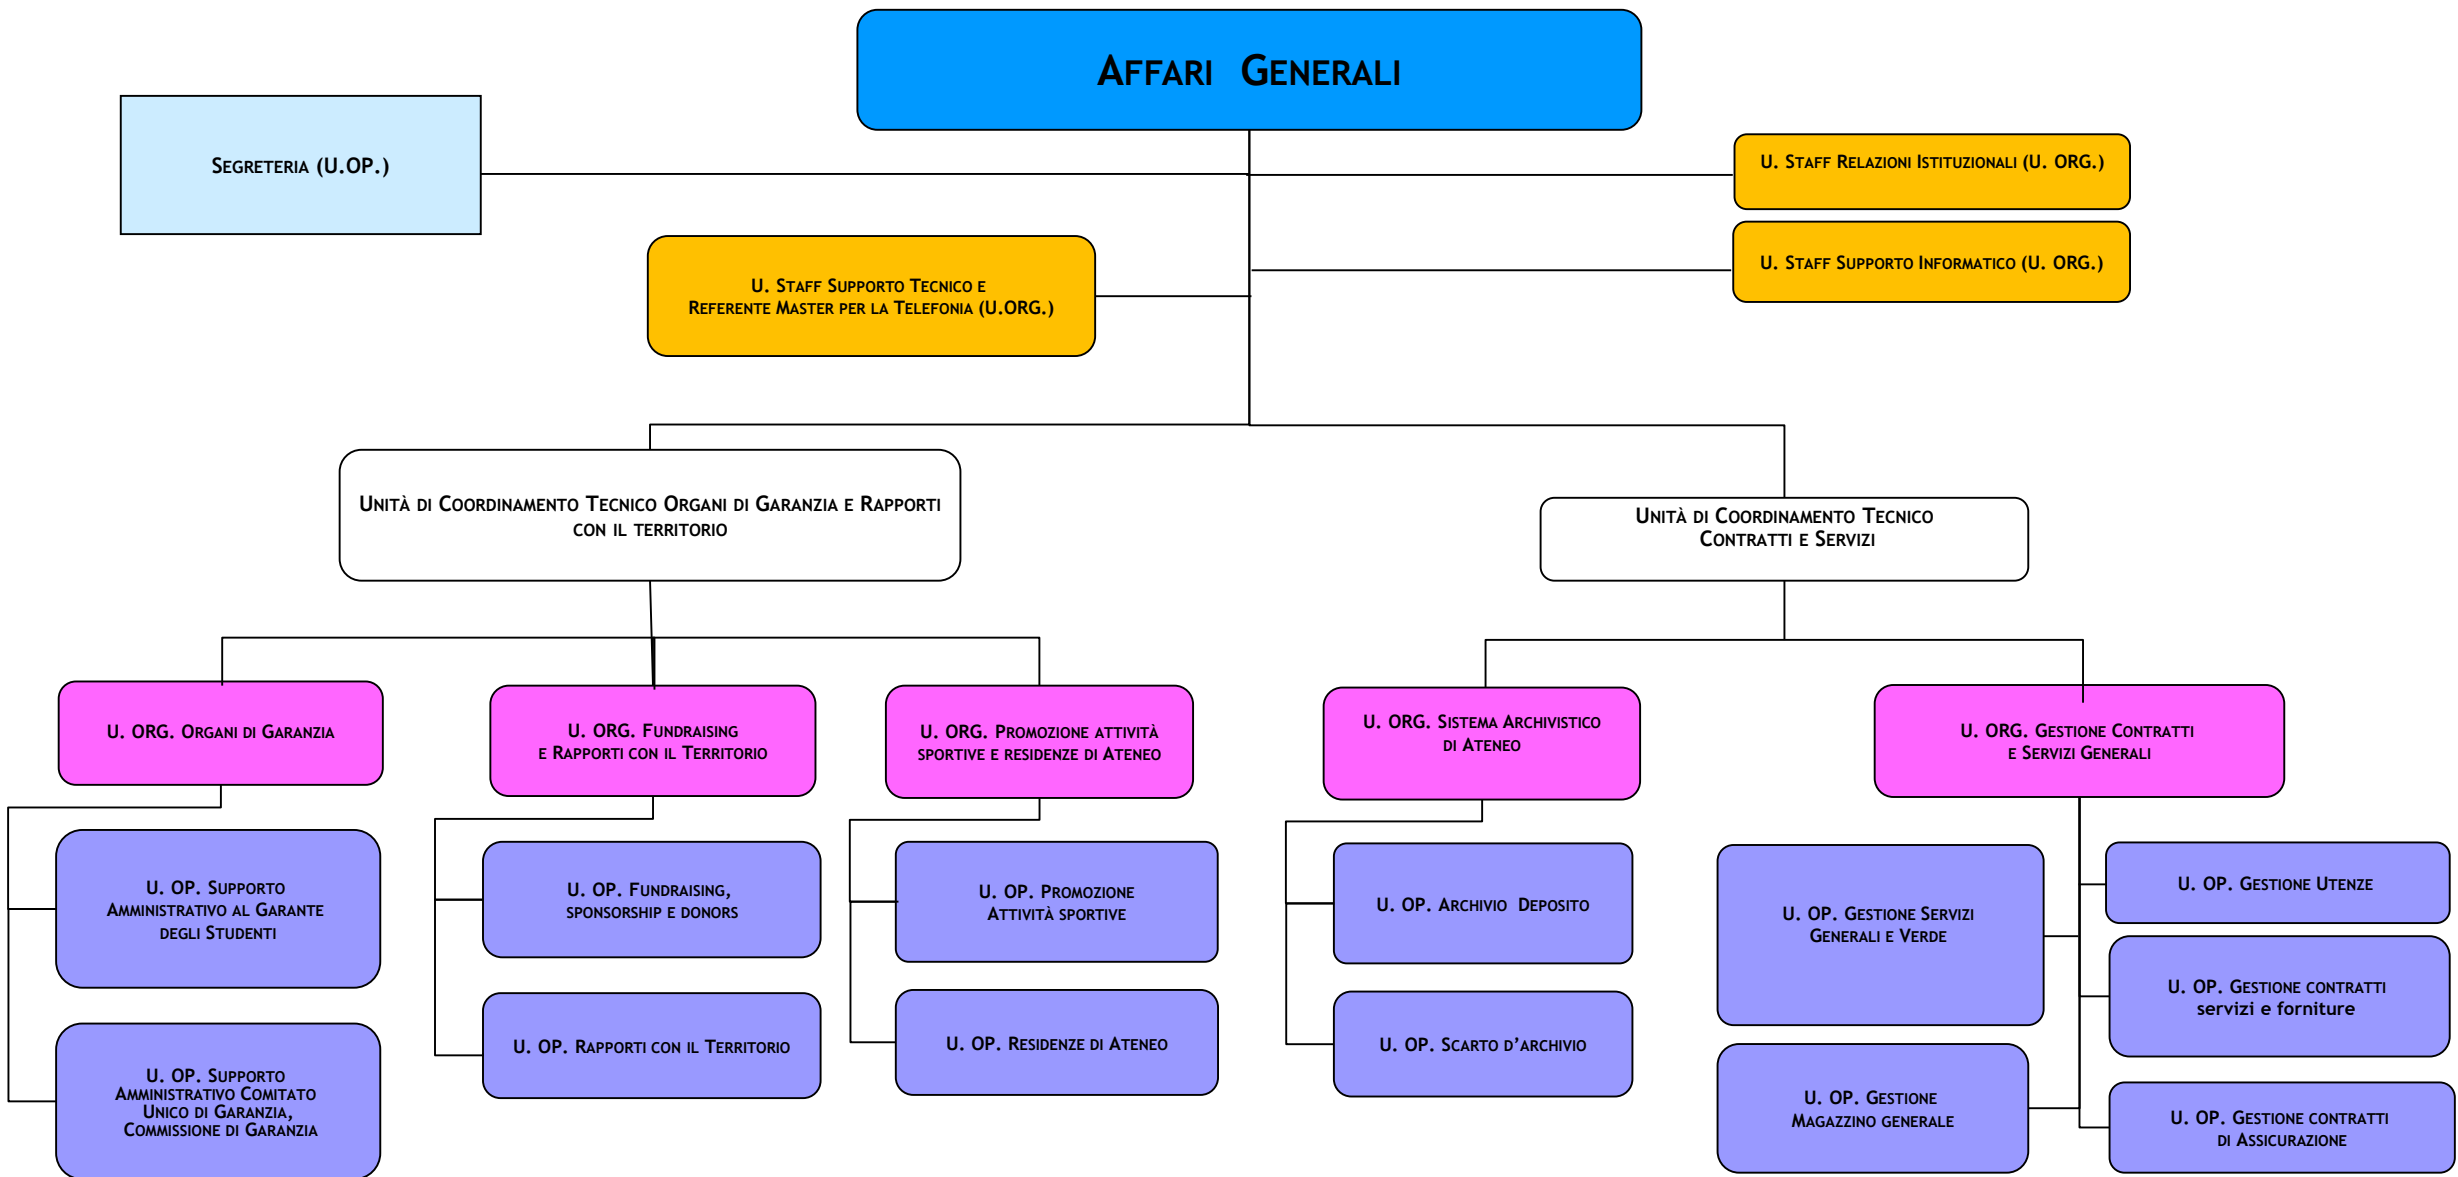 Affari Generali
Segreteria (U.OP.)
U. Staff Relazioni Istituzionali (U. ORG.)
U. Staff Supporto Informatico (U. ORG.)
U. Staff Supporto Tecnico e
Referente Master per la Telefonia (U.ORG.)
Unità di Coordinamento Tecnico Organi di Garanzia e Rapporti
con il territorio
Unità di Coordinamento Tecnico
Contratti e Servizi
U. ORG. Organi di Garanzia
U. ORG. Fundraising
e Rapporti con il Territorio
U. ORG. Promozione attività
sportive e residenze di Ateneo
U. ORG. Sistema Archivistico
di Ateneo
U. ORG. Gestione Contratti
e Servizi Generali
U. OP. Supporto
Amministrativo al Garante
degli Studenti
U. OP. Supporto
Amministrativo Comitato
Unico di Garanzia,
Commissione di Garanzia
U. OP. Fundraising,
sponsorship e donors
U. OP. Rapporti con il Territorio
U. OP. Promozione
Attività sportive
U. OP. Residenze di Ateneo
U. OP. Archivio Deposito
U. OP. Scarto d’archivio
U. OP. Gestione Servizi
Generali e Verde
U. OP. Gestione
Magazzino generale
U. OP. Gestione Utenze
U. OP. Gestione contratti
servizi e forniture
U. OP. Gestione contratti
di Assicurazione